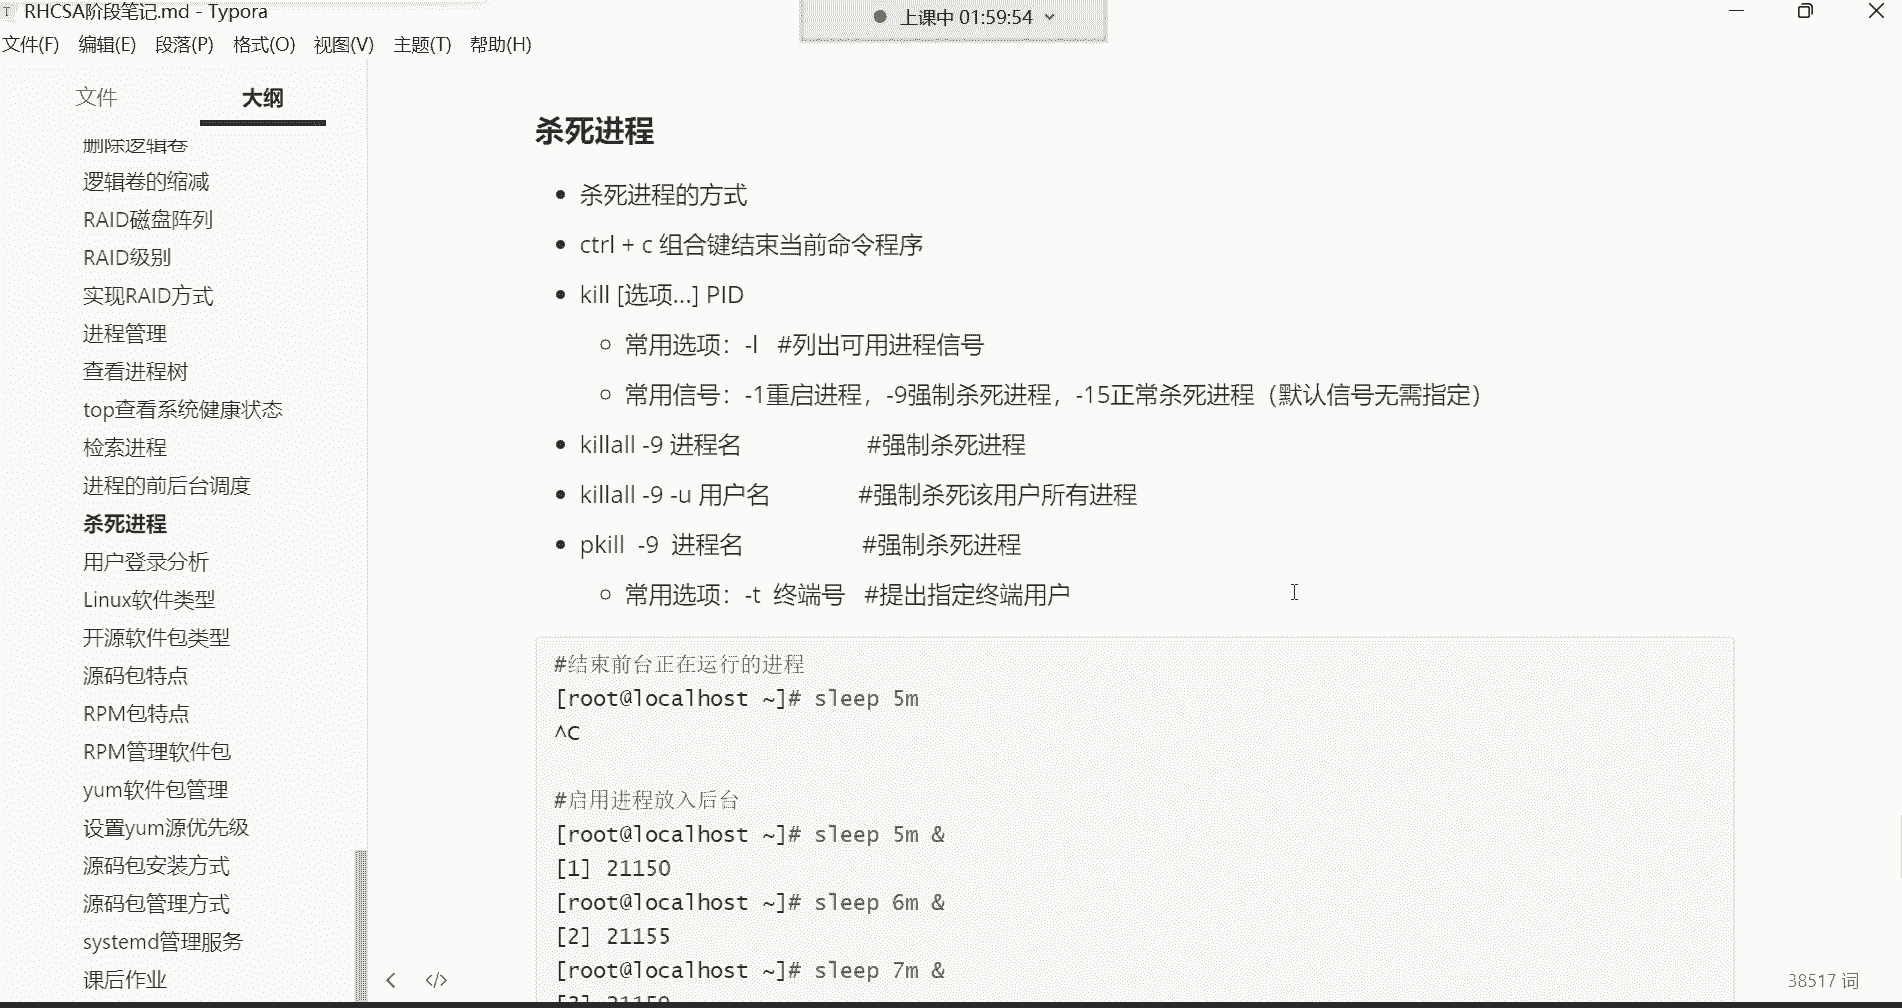 RHCSA阶段笔记.md - Typora
上课中 01:59:54
文件(F) 编辑(E) 段落(P) 格式(O) 视图(V) 主题(T) 帮助(H)
文件 大纲
删除逻辑卷
逻辑卷的缩减
RAID磁盘阵列
RAID级别
实现RAID方式
进程管理
查看进程树
top查看系统健康状态
检索进程
进程的前后台调度
杀死进程
用户登录分析
Linux软件类型
开源软件包类型
源码包特点
RPM包特点
RPM管理软件包
yum软件包管理
设置yum源优先级
源码包安装方式
源码包管理方式
systemd管理服务
课后作业
杀死进程
杀死进程的方式
ctrl + c 组合键结束当前命令程序
kill [选项...] PID
常用选项：-l #列出可用进程信号
常用信号：-1重启进程，-9强制杀死进程，-15正常杀死进程（默认信号无需指定）
killall -9 进程名 #强制杀死进程
killall -9 -u 用户名 #强制杀死该用户所有进程
pkill -9 进程名 #强制杀死进程
常用选项：-t 终端号 #提出指定终端用户
#结束前台正在运行的进程
[root@localhost ~]# sleep 5m
^C
#启用进程放入后台
[root@localhost ~]# sleep 5m &
[1] 21150
[root@localhost ~]# sleep 6m &
[2] 21155
[root@localhost ~]# sleep 7m &
[3] 21159
38517 词